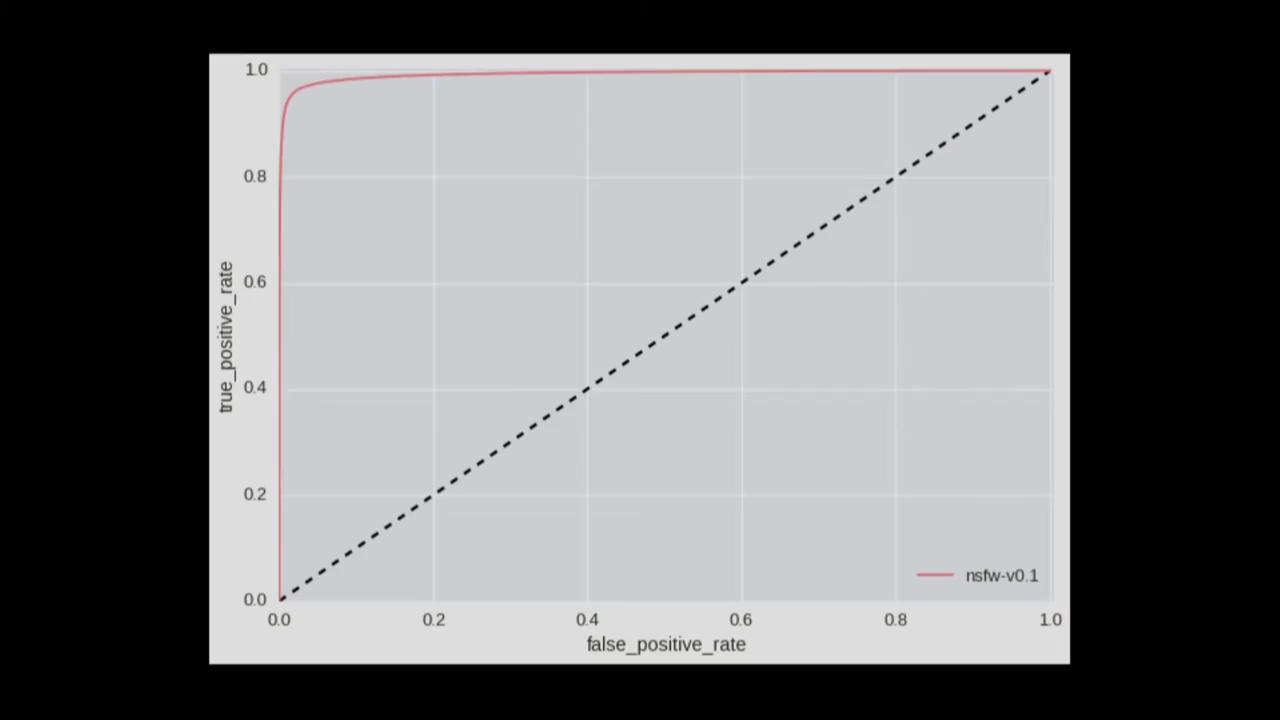 1.0
0.8
0.6
0.4
0.2
0.0
true_positive_rate
nsfw-v0.1
0.0 0.2 0.4 0.6 0.8 1.0
false_positive_rate